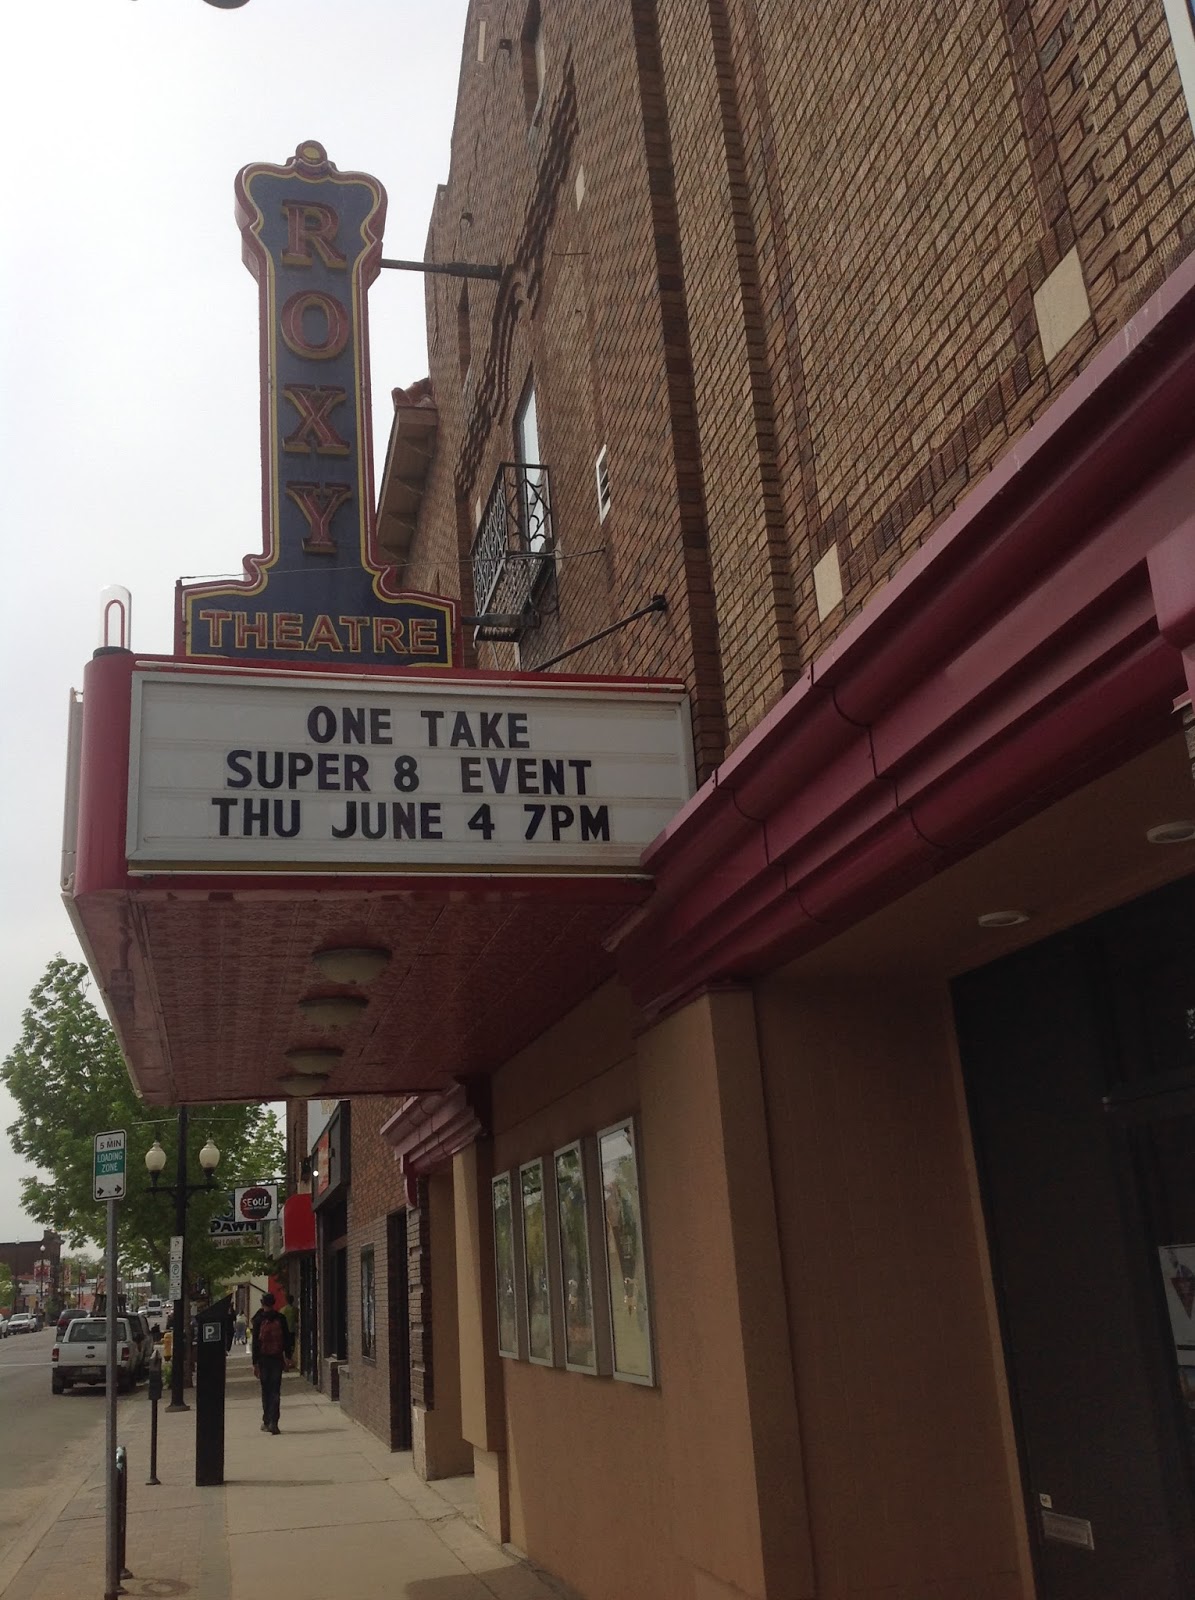 ROXY
THEATRE
ONE TAKE
SUPER 8 EVENT
THU JUNE 4 7PM
5 MIN
LOADING
ZONE
SEOUL
PAWN
P